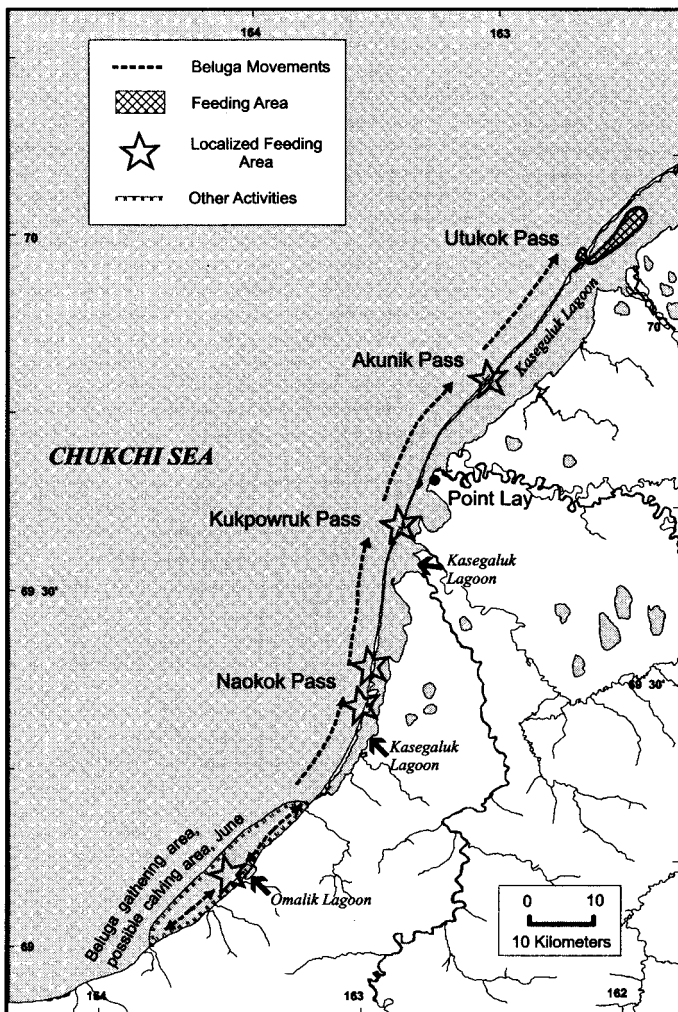 164
163
Beluga Movements
Feeding Area
Localized Feeding
Area
Other Activities
70
Utukok Pass
Kasegaluk Lagoon
70
Akunik Pass
CHUKCHI SEA
Point Lay
Kukpowruk Pass
Kasegaluk
Lagoon
69 30'
69 30'
Naokok Pass
Kasegaluk
Lagoon
Beluga gathering area,
possible calving area, June
Omalik Lagoon
0 10
10 Kilometers
69
164
163
162